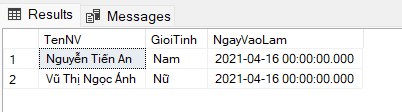 Results Messages
TenNV GioiTinh NgayVaoLam
1 Nguyễn Tiến An Nam 2021-04-16 00:00:00.000
2 Vũ Thị Ngọc Ánh Nữ 2021-04-16 00:00:00.000